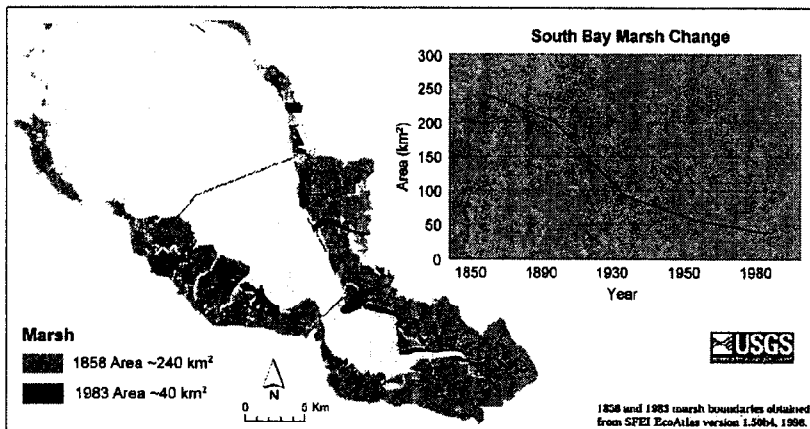 South Bay Marsh Change
300
250
200
150
100
50
0
Area (km²)
1850 1890 1930 1950 1980
Year
Marsh
1858 Area ~240 km²
1983 Area ~40 km²
N
0 5 Km
USGS
1858 and 1983 marsh boundaries obtained
from SFEI EcoAtlas version 1.50b4, 1998.